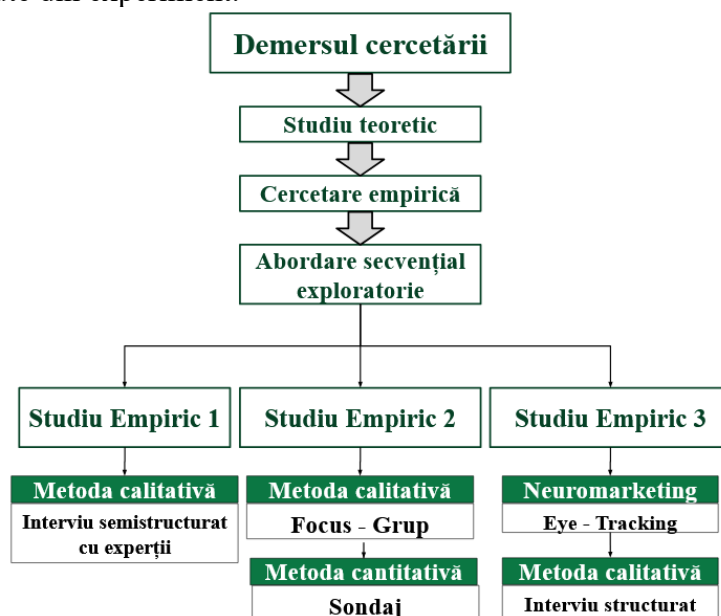 Demersul cercetării
Studiu teoretic
Cercetare empirică
Abordare secvențial
exploratorie
Studiu Empiric 1
Studiu Empiric 2
Studiu Empiric 3
Metoda calitativă
Interviu semistructurat
cu experții
Metoda calitativă
Focus - Grup
Metoda cantitativă
Sondaj
Neuromarketing
Eye - Tracking
Metoda calitativă
Interviu structurat